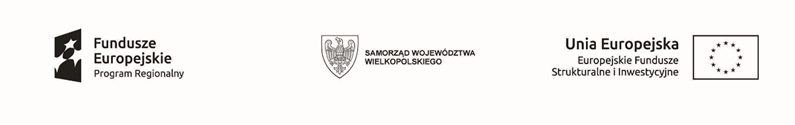 Fundusze
Europejskie
Program Regionalny
SAMORZĄD WOJEWÓDZTWA
WIELKOPOLSKIEGO
Unia Europejska
Europejskie Fundusze
Strukturalne i Inwestycyjne